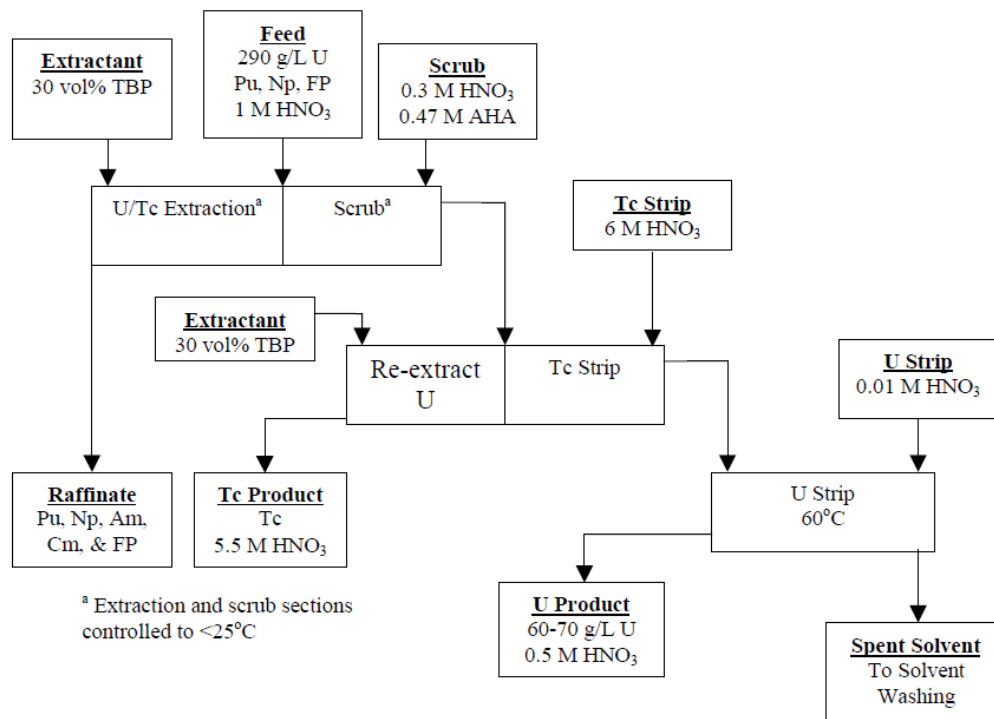 Extractant
30 vol% TBP
Feed
290 g/L U
Pu, Np, FP
1 M HNO₃
Scrub
0.3 M HNO₃
0.47 M AHA
U/Tc Extractionᵃ
Scrubᵃ
Tc Strip
6 M HNO₃
Extractant
30 vol% TBP
Re-extract
U
Tc Strip
U Strip
0.01 M HNO₃
Raffinate
Pu, Np, Am,
Cm, & FP
Tc Product
Tc
5.5 M HNO₃
U Strip
60°C
ᵃ Extraction and scrub sections
controlled to <25°C
U Product
60-70 g/L U
0.5 M HNO₃
Spent Solvent
To Solvent
Washing